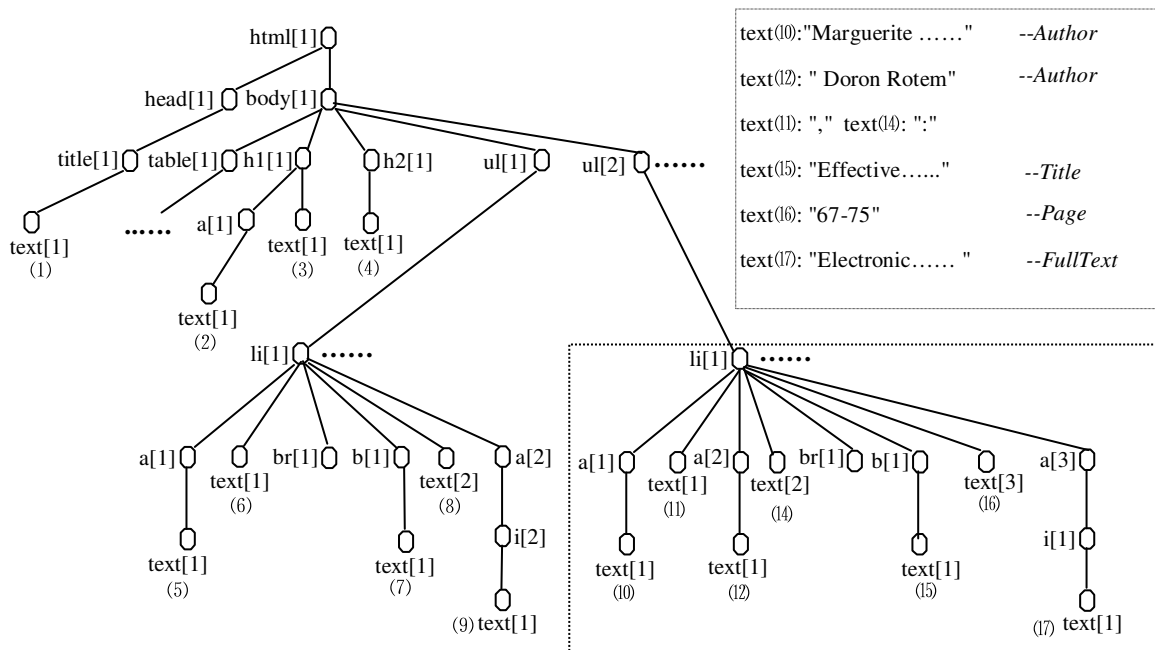 html[1]
head[1] body[1]
title[1] table[1] h1[1] h2[1] ul[1] ul[2] ......
text[1] ...... a[1] text[1] text[1]
(1) (3) (4)
text[1]
(2)
text(10):"Marguerite ……" --Author
text(12): " Doron Rotem" --Author
text(11): "," text(14): ":"
text(15): "Effective…..." --Title
text(16): "67-75" --Page
text(17): "Electronic…… " --FullText
li[1] ......
a[1] text[1] br[1] b[1] text[2] a[2]
(6) (8)
text[1] text[1] i[2]
(5) (7)
(9) text[1]
li[1] ......
a[1] text[1] a[2] text[2] br[1] b[1] text[3] a[3]
(11) (14) (16)
text[1] text[1] text[1] i[1]
(10) (12) (15)
(17) text[1]